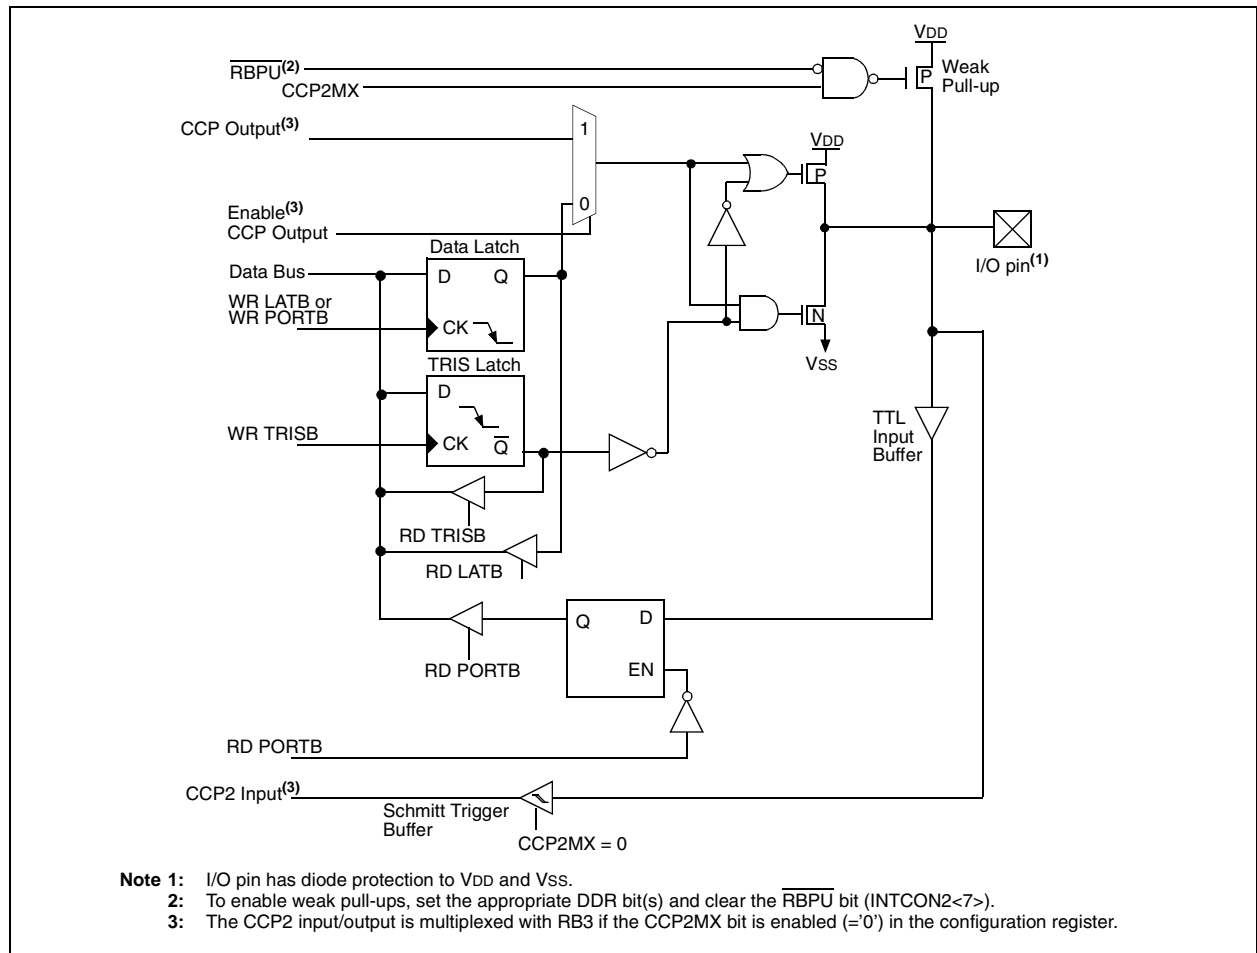 VDD
RBPU(2)
CCP2MX
P
Weak
Pull-up
CCP Output(3)
1
VDD
P
0
Enable(3)
CCP Output
I/O pin(1)
Data Latch
Data Bus
D Q
WR LATB or
WR PORTB
CK
N
VSS
TRIS Latch
D
WR TRISB
CK Q
TTL
Input
Buffer
RD TRISB
RD LATB
Q D
RD PORTB
EN
RD PORTB
CCP2 Input(3)
Schmitt Trigger
Buffer
CCP2MX = 0
Note 1: I/O pin has diode protection to VDD and VSS.
2: To enable weak pull-ups, set the appropriate DDR bit(s) and clear the RBPU bit (INTCON2<7>).
3: The CCP2 input/output is multiplexed with RB3 if the CCP2MX bit is enabled (='0') in the configuration register.